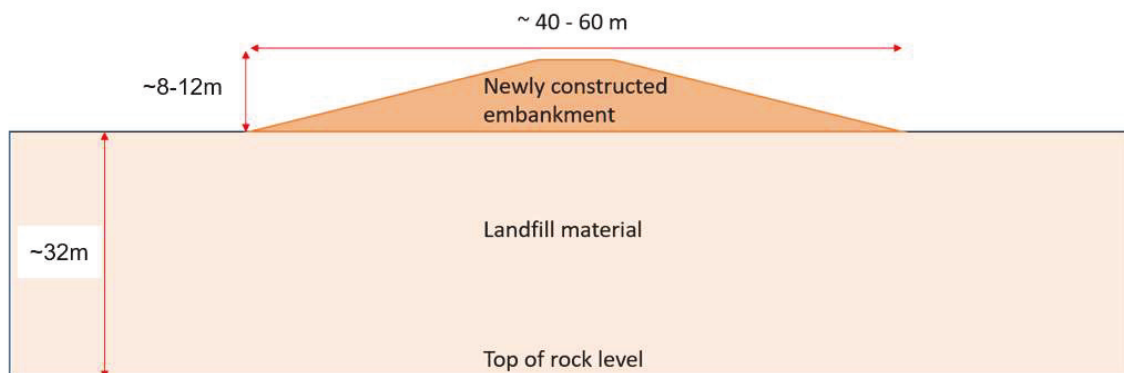 ~ 40 - 60 m
~8-12m
Newly constructed
embankment
Landfill material
~32m
Top of rock level